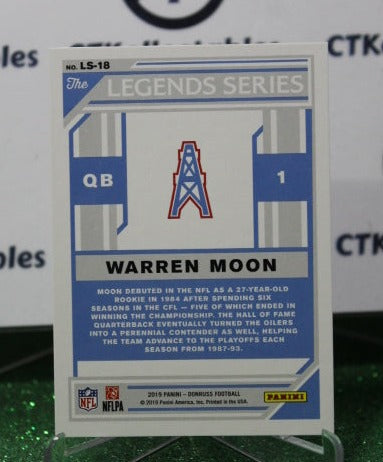 CTKollectables
CTKo
No. LS-18
The
LEGENDS SERIES
QB
1
WARREN MOON
MOON DEBUTED IN THE NFL AS A 27-YEAR-OLD
ROOKIE IN 1984 AFTER SPENDING SIX
SEASONS IN THE CFL — FIVE OF WHICH ENDED IN
WINNING THE CHAMPIONSHIP. THE HALL OF FAME
QUARTERBACK EVENTUALLY TURNED THE OILERS
INTO A PERENNIAL CONTENDER AS WELL, HELPING
THE TEAM ADVANCE TO THE PLAYOFFS EACH
SEASON FROM 1987-93.
NFL
NFLPA
2019 PANINI - DONRUSS FOOTBALL
© 2019 Panini America, Inc. Printed in the USA.
PANINI